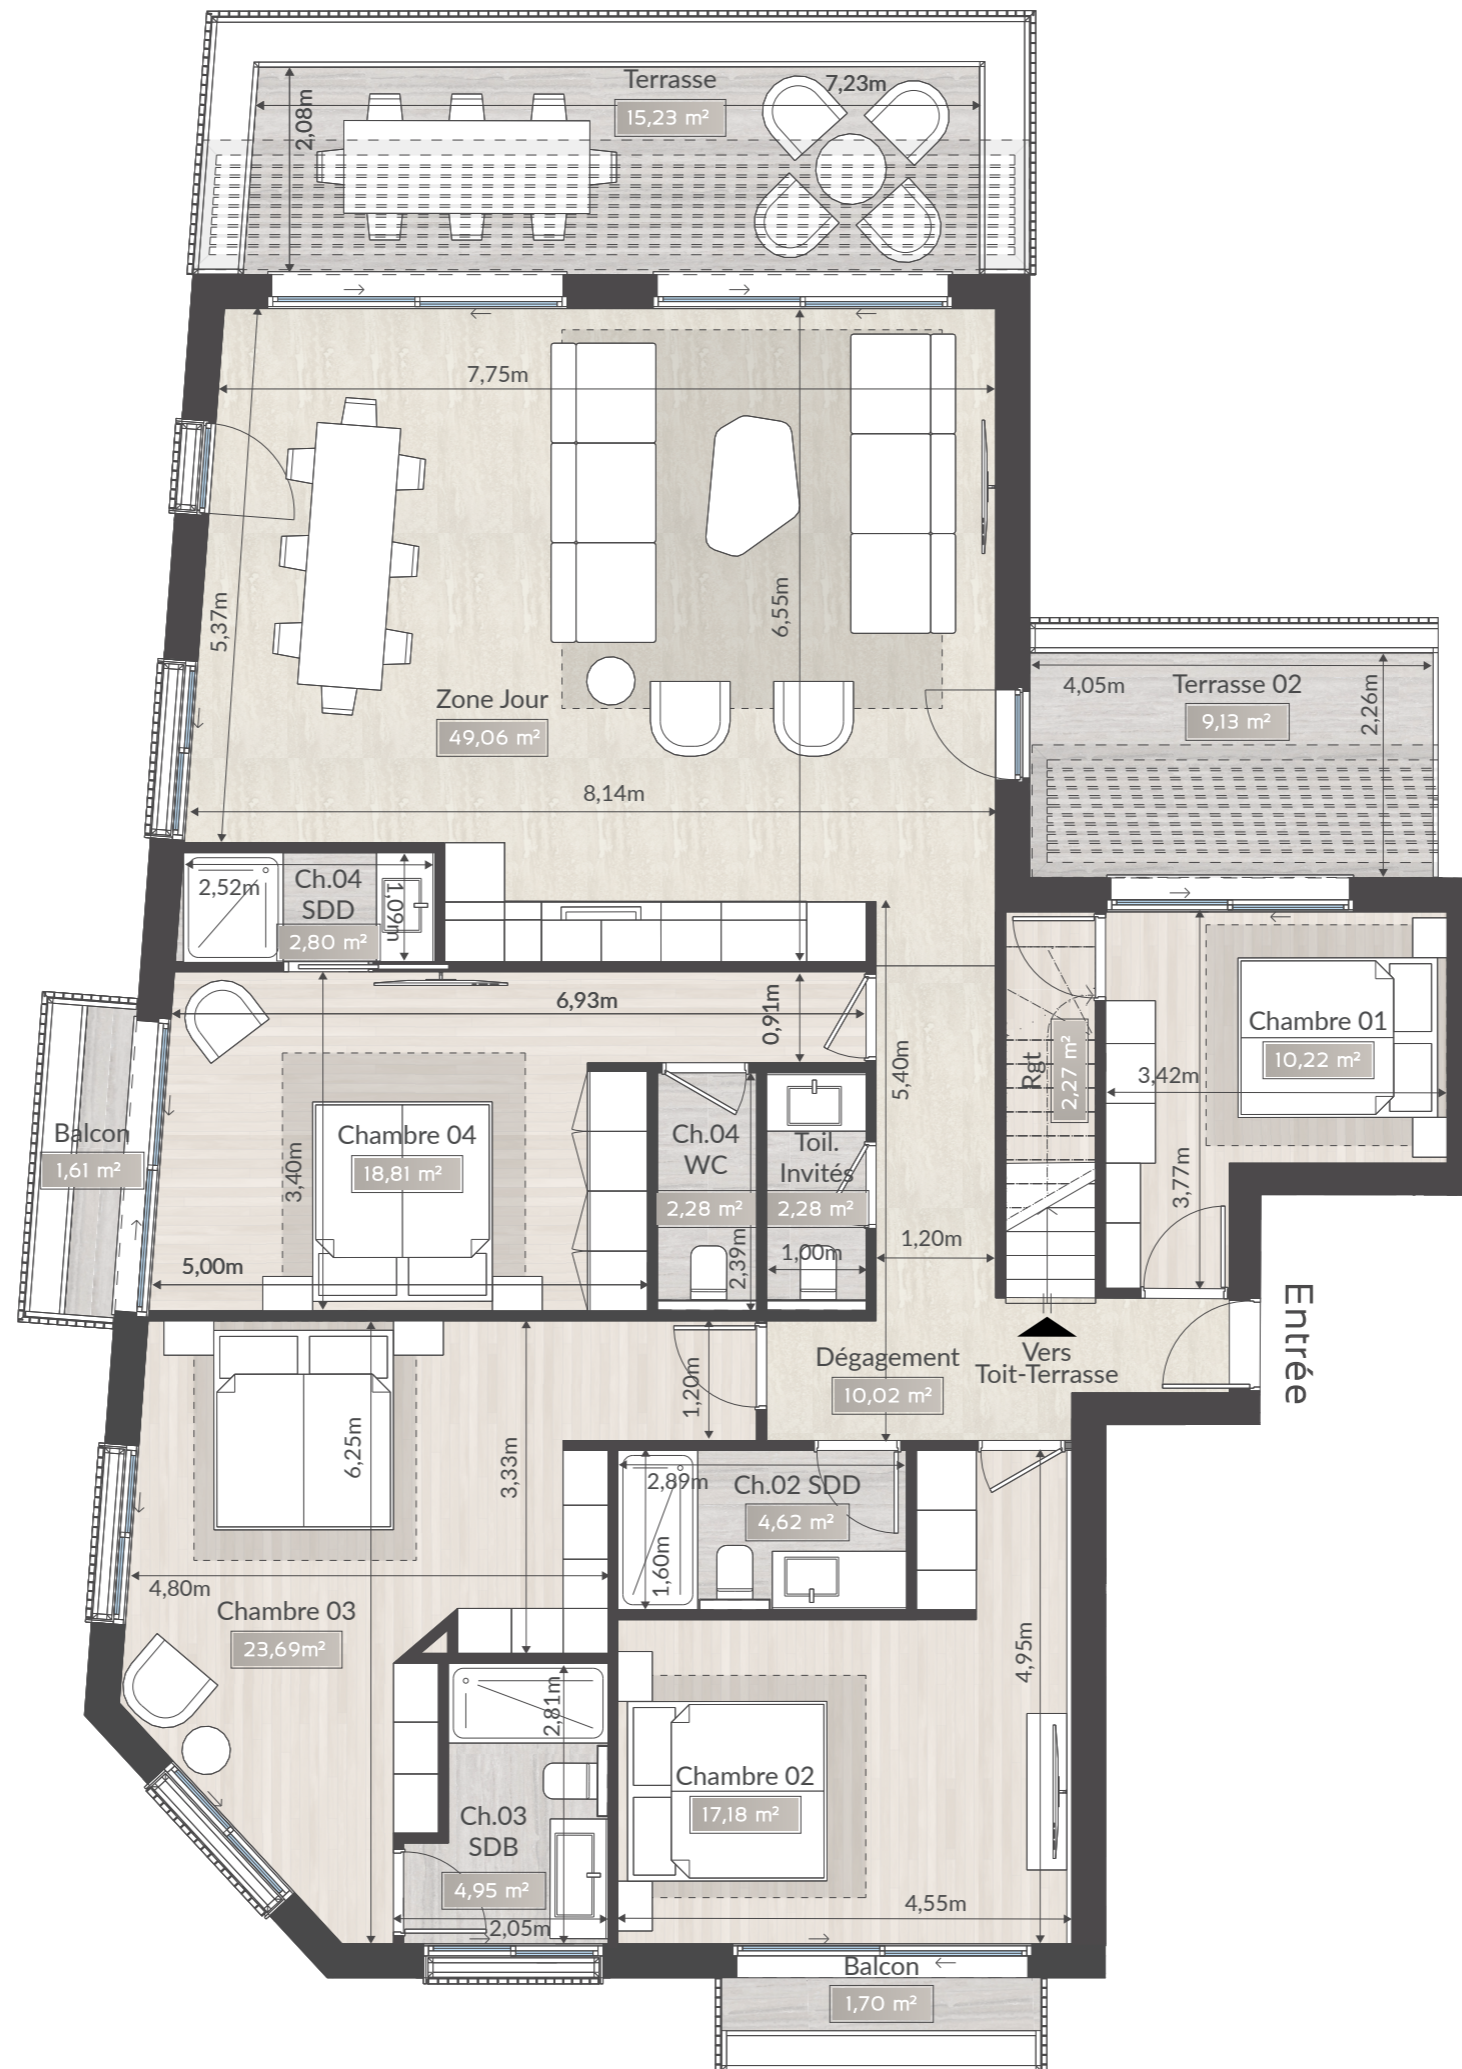 Terrasse
7,23m
15,23 m²
2,08m
7,75m
5,37m
6,55m
Zone Jour
49,06 m²
8,14m
4,05m
Terrasse 02
9,13 m²
2,26m
2,52m
Ch.04
SDD
2,80 m²
1,09m
6,93m
0,91m
5,40m
Rgt
2,27 m²
Chambre 01
10,22 m²
3,42m
3,77m
Balcon
1,61 m²
Chambre 04
18,81 m²
3,40m
5,00m
Ch.04
WC
2,28 m²
2,39m
Toil.
Invités
2,28 m²
1,00m
1,20m
Entrée
Dégagement
10,02 m²
Vers
Toit-Terrasse
1,20m
6,25m
3,33m
2,89m
Ch.02 SDD
4,62 m²
1,60m
4,80m
Chambre 03
23,69m²
4,95m
2,81m
Chambre 02
17,18 m²
Ch.03
SDB
4,95 m²
2,05m
4,55m
Balcon
1,70 m²